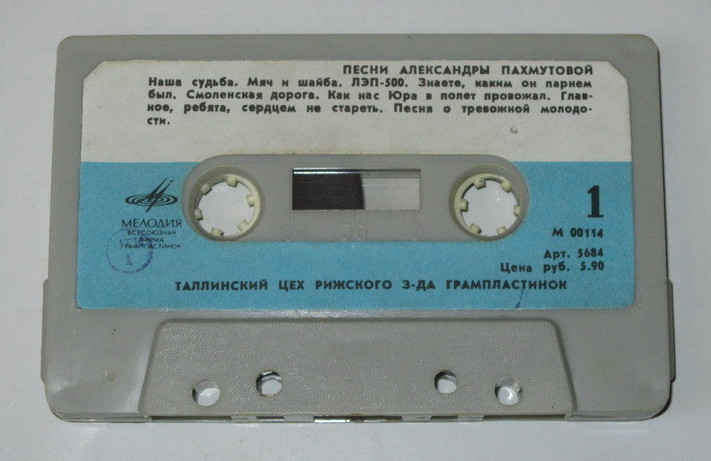 ПЕСНИ АЛЕКСАНДРЫ ПАХМУТОВОЙ
Наша судьба. Мяч и шайба. ЛЭП-500. Знаете, каким он парнем
был. Смоленская дорога. Как нас Юра в полет провожал. Глав-
ное, ребята, сердцем не стареть. Песня о тревожной молодо-
сти.
МЕЛОДИЯ
ВСЕСОЮЗНАЯ
ФИРМА
ГРАМПЛАСТИНОК
1
50
1
М 00114
Арт. 5684
Цена руб. 5.90
ТАЛЛИНСКИЙ ЦЕХ РИЖСКОГО З-ДА ГРАМПЛАСТИНОК